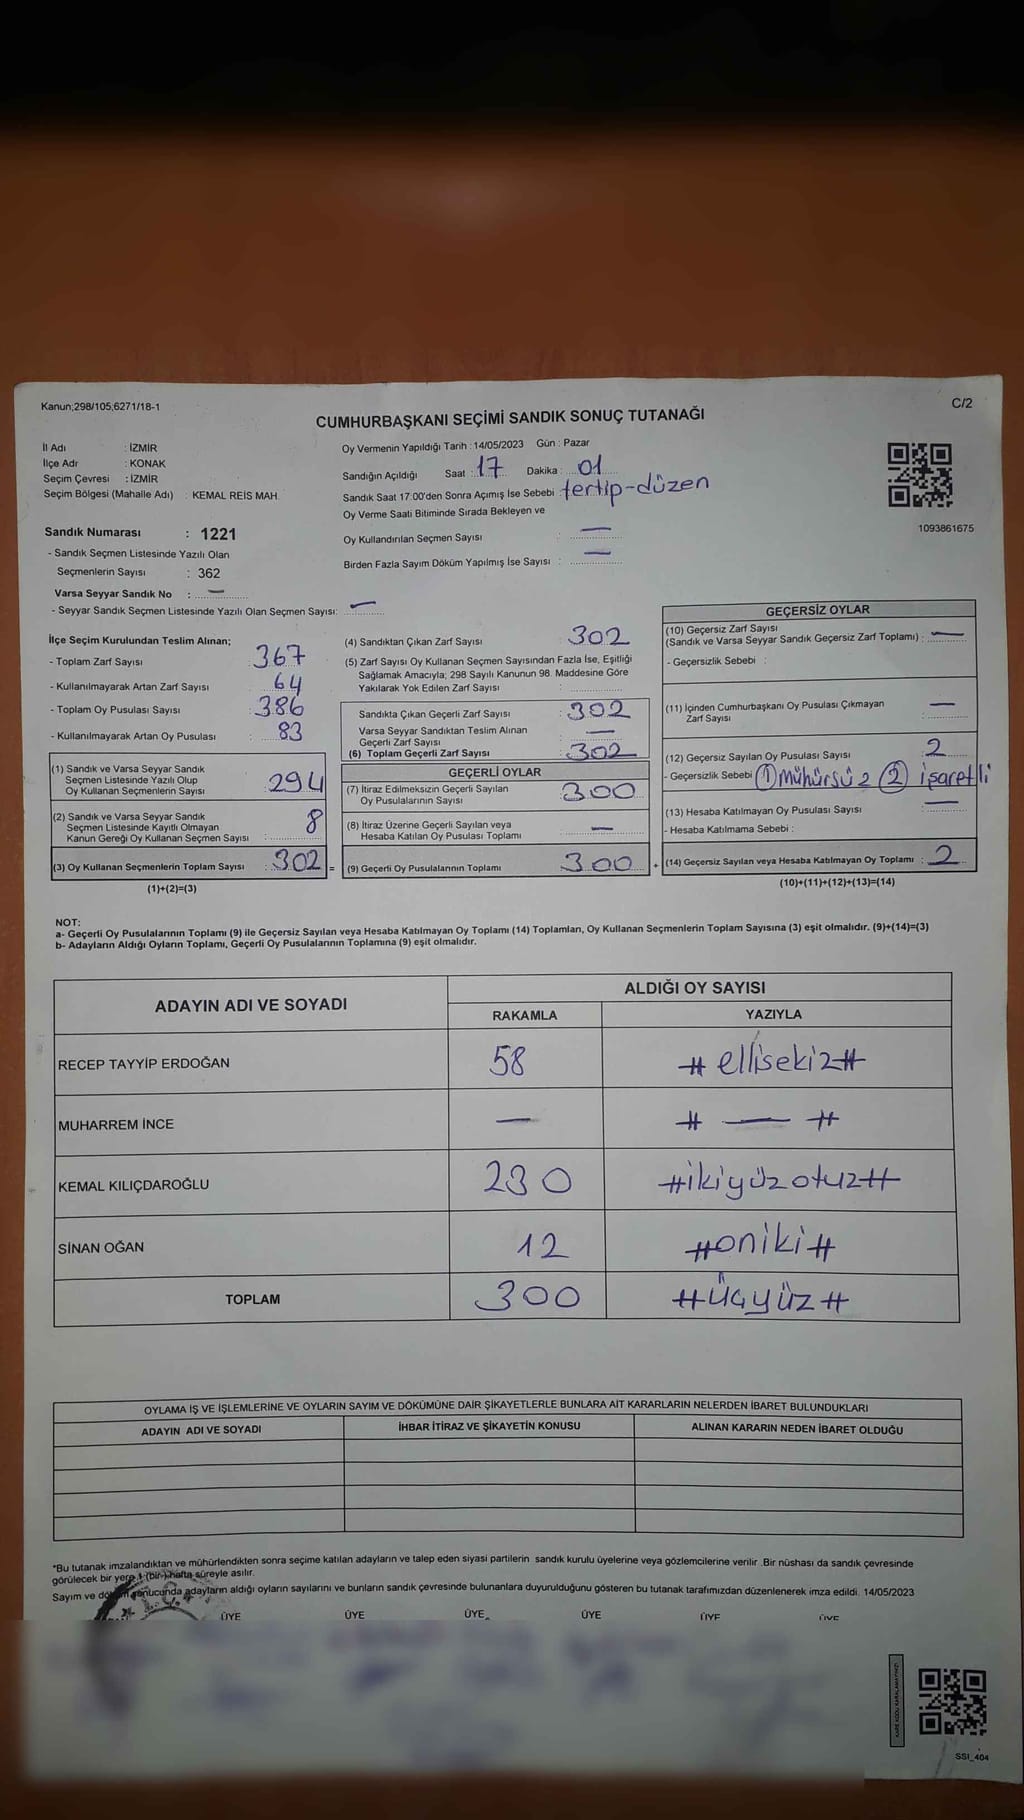 Kanun;298/105;6271/18-1
C/2
CUMHURBAŞKANI SEÇİMİ SANDIK SONUÇ TUTANAĞI
İl Adı : İZMİR
İlçe Adı : KONAK
Seçim Çevresi : İZMİR
Seçim Bölgesi (Mahalle Adı) : KEMAL REİS MAH.
Oy Vermenin Yapıldığı Tarih : 14/05/2023 Gün : Pazar
Sandığın Açıldığı Saat : 17 Dakika : 01
Sandık Saat 17:00'den Sonra Açımış İse Sebebi tertip-düzen
Oy Verme Saati Bitiminde Sırada Bekleyen ve
Oy Kullandırılan Seçmen Sayısı : —
Birden Fazla Sayım Döküm Yapılmış İse Sayısı : —
1093861675
Sandık Numarası : 1221
- Sandık Seçmen Listesinde Yazılı Olan
Seçmenlerin Sayısı : 362
Varsa Seyyar Sandık No : —
- Seyyar Sandık Seçmen Listesinde Yazılı Olan Seçmen Sayısı: —
İlçe Seçim Kurulundan Teslim Alınan;
- Toplam Zarf Sayısı : 367
- Kullanılmayarak Artan Zarf Sayısı : 64
- Toplam Oy Pusulası Sayısı : 386
- Kullanılmayarak Artan Oy Pusulası : 83
(1) Sandık ve Varsa Seyyar Sandık
Seçmen Listesinde Yazılı Olup
Oy Kullanan Seçmenlerin Sayısı : 294
(2) Sandık ve Varsa Seyyar Sandık
Seçmen Listesinde Kayıtlı Olmayan
Kanun Gereği Oy Kullanan Seçmen Sayısı : 8
(3) Oy Kullanan Seçmenlerin Toplam Sayısı : 302 =
(1)+(2)=(3)
(4) Sandıktan Çıkan Zarf Sayısı : 302
(5) Zarf Sayısı Oy Kullanan Seçmen Sayısından Fazla İse, Eşitliği
Sağlamak Amacıyla; 298 Sayılı Kanunun 98. Maddesine Göre
Yakılarak Yok Edilen Zarf Sayısı :
Sandıkta Çıkan Geçerli Zarf Sayısı : 302
Varsa Seyyar Sandıktan Teslim Alınan
Geçerli Zarf Sayısı : —
(6) Toplam Geçerli Zarf Sayısı : 302
GEÇERLİ OYLAR
(7) İtiraz Edilmeksizin Geçerli Sayılan
Oy Pusulalarının Sayısı : 300
(8) İtiraz Üzerine Geçerli Sayılan veya
Hesaba Katılan Oy Pusulası Toplamı : —
(9) Geçerli Oy Pusulalarının Toplamı : 300 +
GEÇERSİZ OYLAR
(10) Geçersiz Zarf Sayısı
(Sandık ve Varsa Seyyar Sandık Geçersiz Zarf Toplamı) : —
- Geçersizlik Sebebi :
(11) İçinden Cumhurbaşkanı Oy Pusulası Çıkmayan
Zarf Sayısı : —
(12) Geçersiz Sayılan Oy Pusulası Sayısı : 2
- Geçersizlik Sebebi : ① mühürsüz ② işaretli
(13) Hesaba Katılmayan Oy Pusulası Sayısı : —
- Hesaba Katılmama Sebebi :
(14) Geçersiz Sayılan veya Hesaba Katılmayan Oy Toplamı : 2
(10)+(11)+(12)+(13)=(14)
NOT:
a- Geçerli Oy Pusulalarının Toplamı (9) ile Geçersiz Sayılan veya Hesaba Katılmayan Oy Toplamı (14) Toplamları, Oy Kullanan Seçmenlerin Toplam Sayısına (3) eşit olmalıdır. (9)+(14)=(3)
b- Adayların Aldığı Oyların Toplamı, Geçerli Oy Pusulalarının Toplamına (9) eşit olmalıdır.
ADAYIN ADI VE SOYADI ALDIĞI OY SAYISI
RAKAMLA YAZIYLA
RECEP TAYYİP ERDOĞAN 58 #ellisekiz#
MUHARREM İNCE — # — #
KEMAL KILIÇDAROĞLU 230 #ikiyüzotuz#
SİNAN OĞAN 12 #oniki#
TOPLAM 300 #üçyüz#
OYLAMA İŞ VE İŞLEMLERİNE VE OYLARIN SAYIM VE DÖKÜMÜNE DAİR ŞİKAYETLERLE BUNLARA AİT KARARLARIN NELERDEN İBARET BULUNDUKLARI
ADAYIN ADI VE SOYADI İHBAR İTİRAZ VE ŞİKAYETİN KONUSU ALINAN KARARIN NEDEN İBARET OLDUĞU
*Bu tutanak imzalandıktan ve mühürlendikten sonra seçime katılan adayların ve talep eden siyasi partilerin sandık kurulu üyelerine veya gözlemcilerine verilir. Bir nüshası da sandık çevresinde
görülecek bir yere 1 (bir) hafta süreyle asılır.
Sayım ve döküm sonucunda adayların aldığı oyların sayılarını ve bunların sandık çevresinde bulunanlara duyurulduğunu gösteren bu tutanak tarafımızdan düzenlenerek imza edildi. 14/05/2023
T.C.
ÜYE ÜYE ÜYE ÜYE ÜYE ÜYE
SSI_404